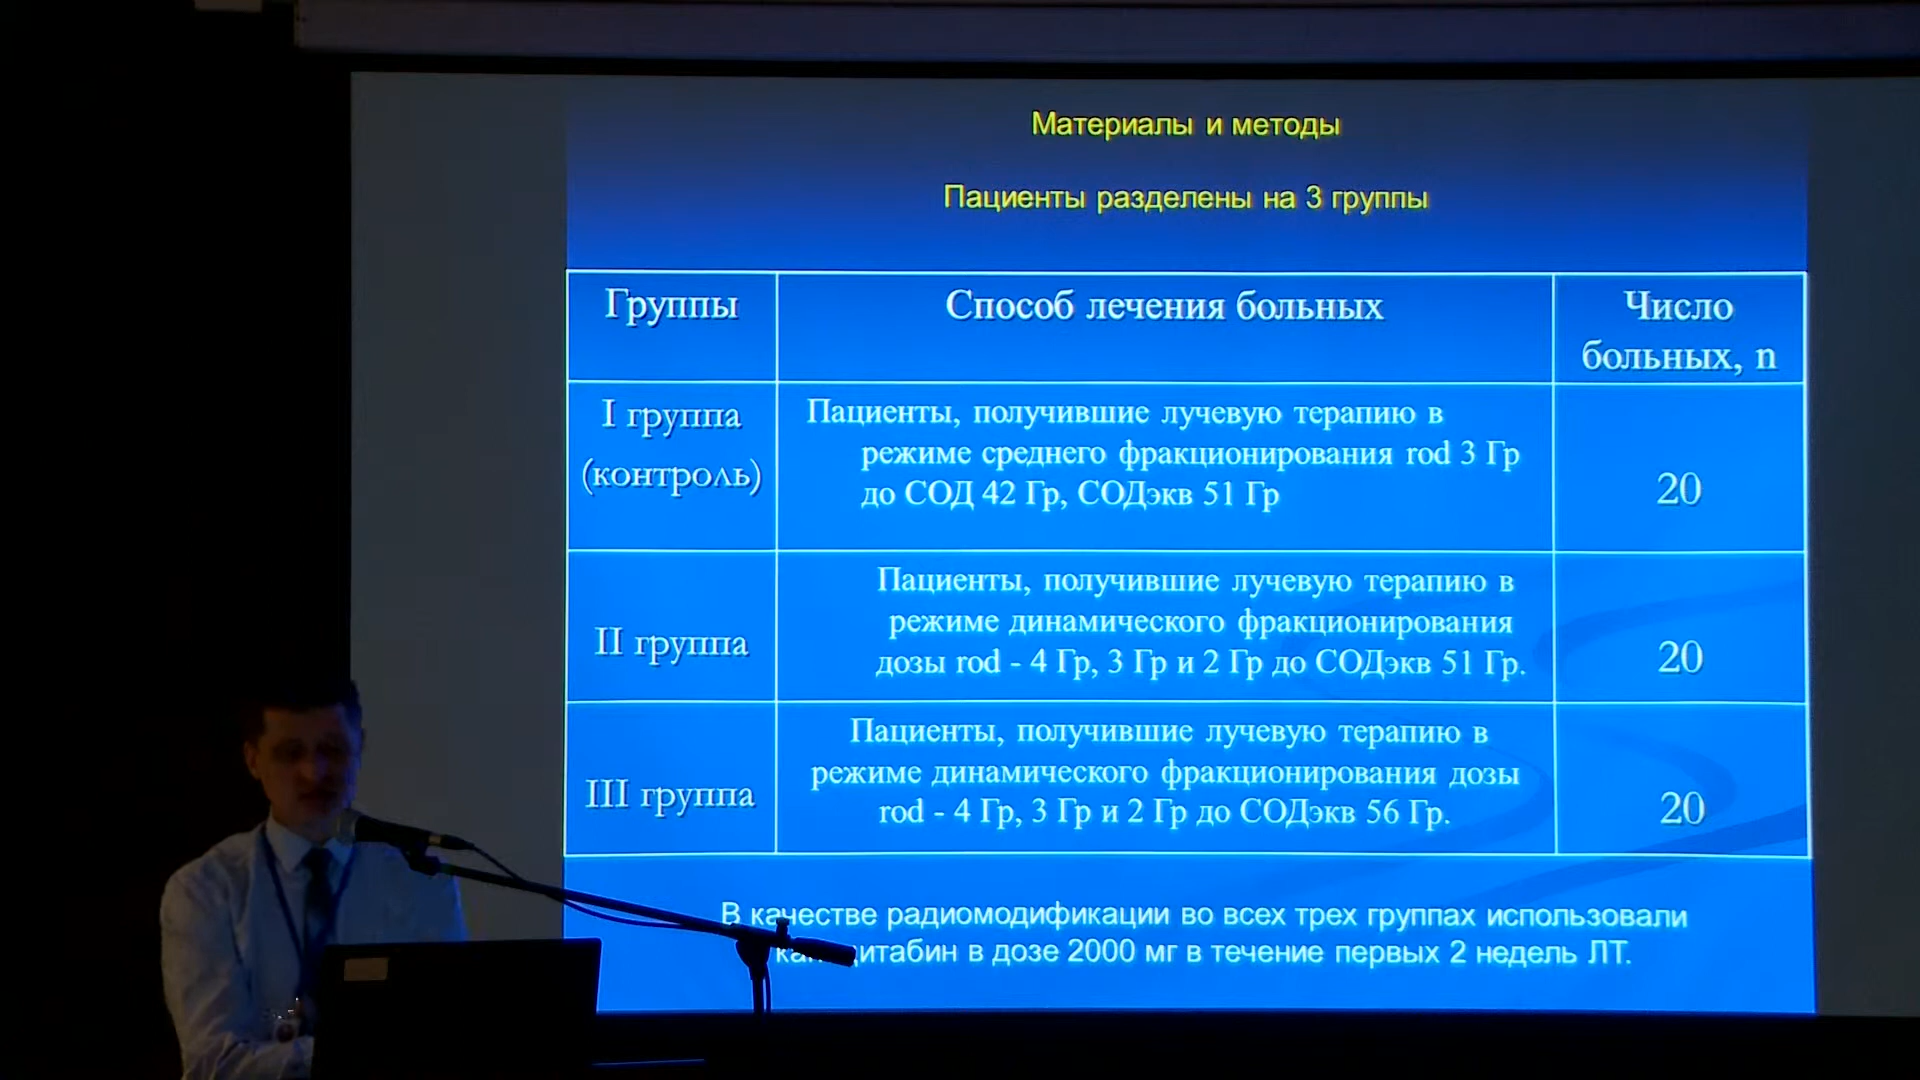 Материалы и методы
Пациенты разделены на 3 группы
Группы
Способ лечения больных
Число
больных, n
I группа
(контроль)
Пациенты, получившие лучевую терапию в
режиме среднего фракционирования rod 3 Гр
до СОД 42 Гр, СОДэкв 51 Гр
20
II группа
Пациенты, получившие лучевую терапию в
режиме динамического фракционирования
дозы rod - 4 Гр, 3 Гр и 2 Гр до СОДэкв 51 Гр.
20
III группа
Пациенты, получившие лучевую терапию в
режиме динамического фракционирования дозы
rod - 4 Гр, 3 Гр и 2 Гр до СОДэкв 56 Гр.
20
В качестве радиомодификации во всех трех группах использовали
в дозе 2000 мг в течение первых 2 недель ЛТ.